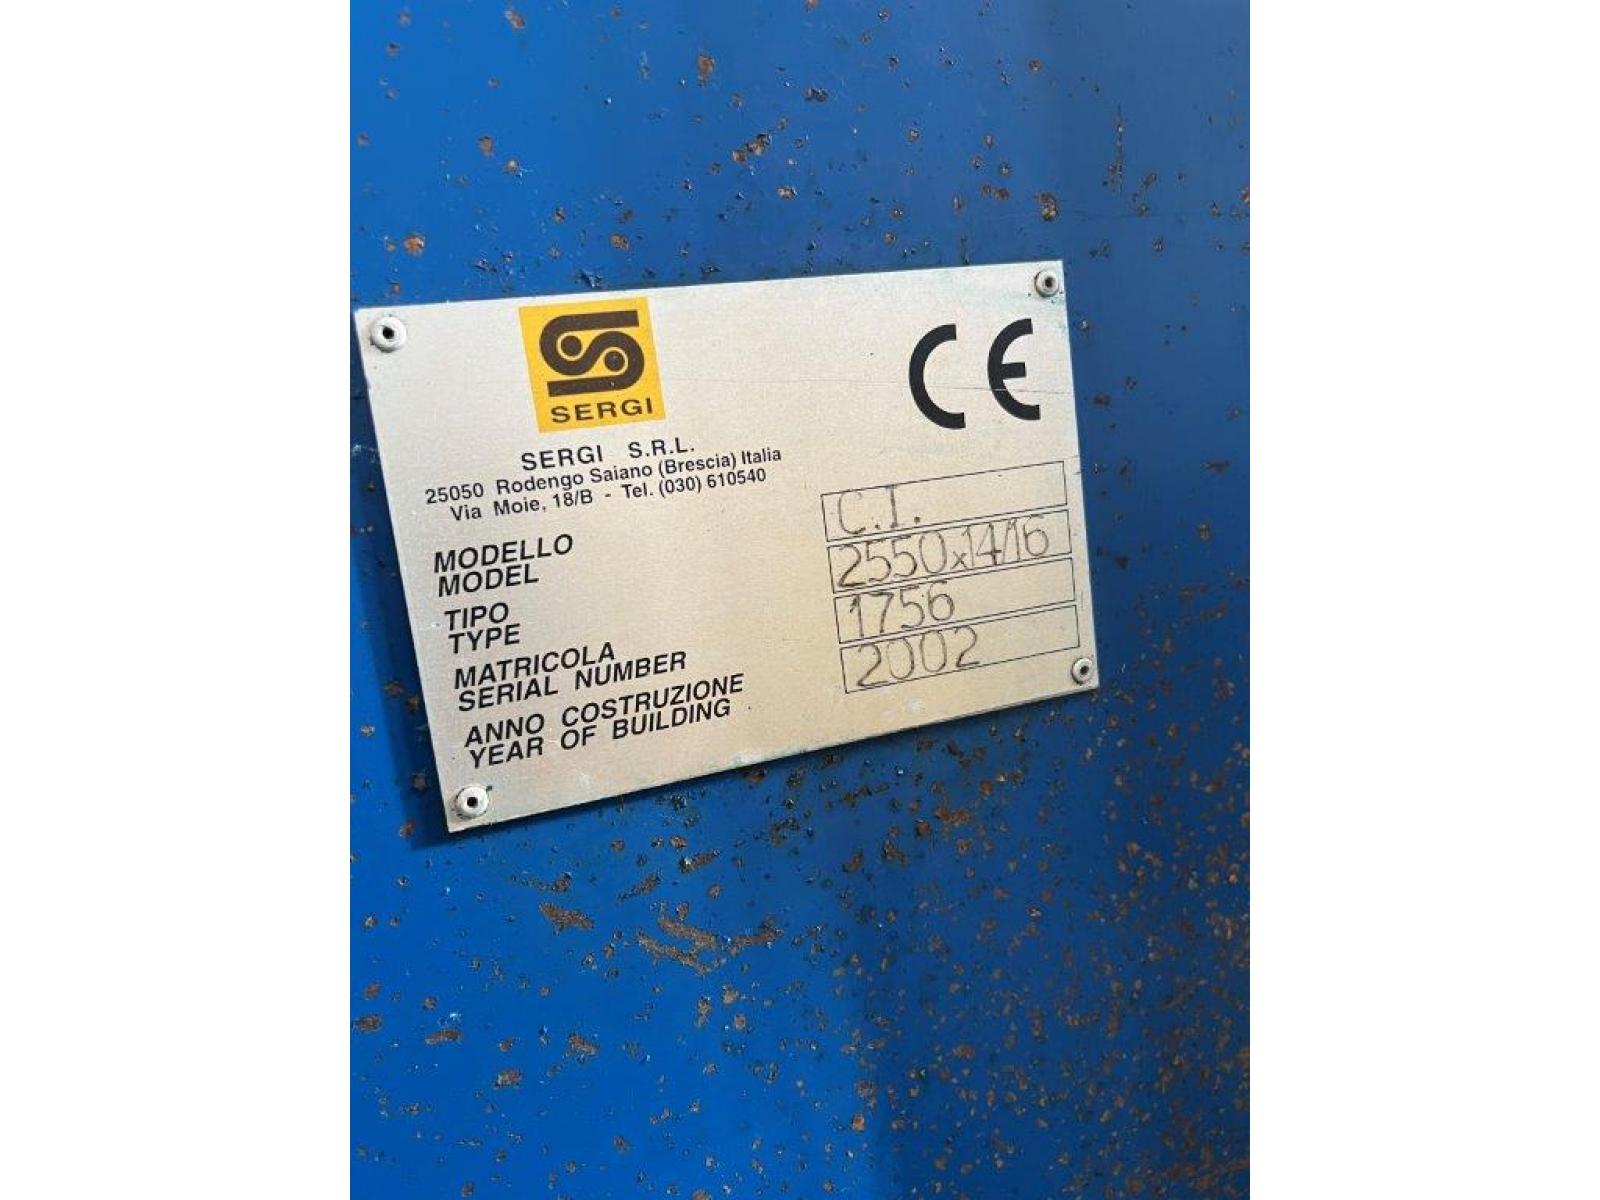 SERGI
CE
SERGI S.R.L.
25050 Rodengo Saiano (Brescia) Italia
Via Moie, 18/B - Tel. (030) 610540
MODELLO
MODEL
C.I.
TIPO
TYPE
2550x14/16
MATRICOLA
SERIAL NUMBER
1756
ANNO COSTRUZIONE
YEAR OF BUILDING
2002